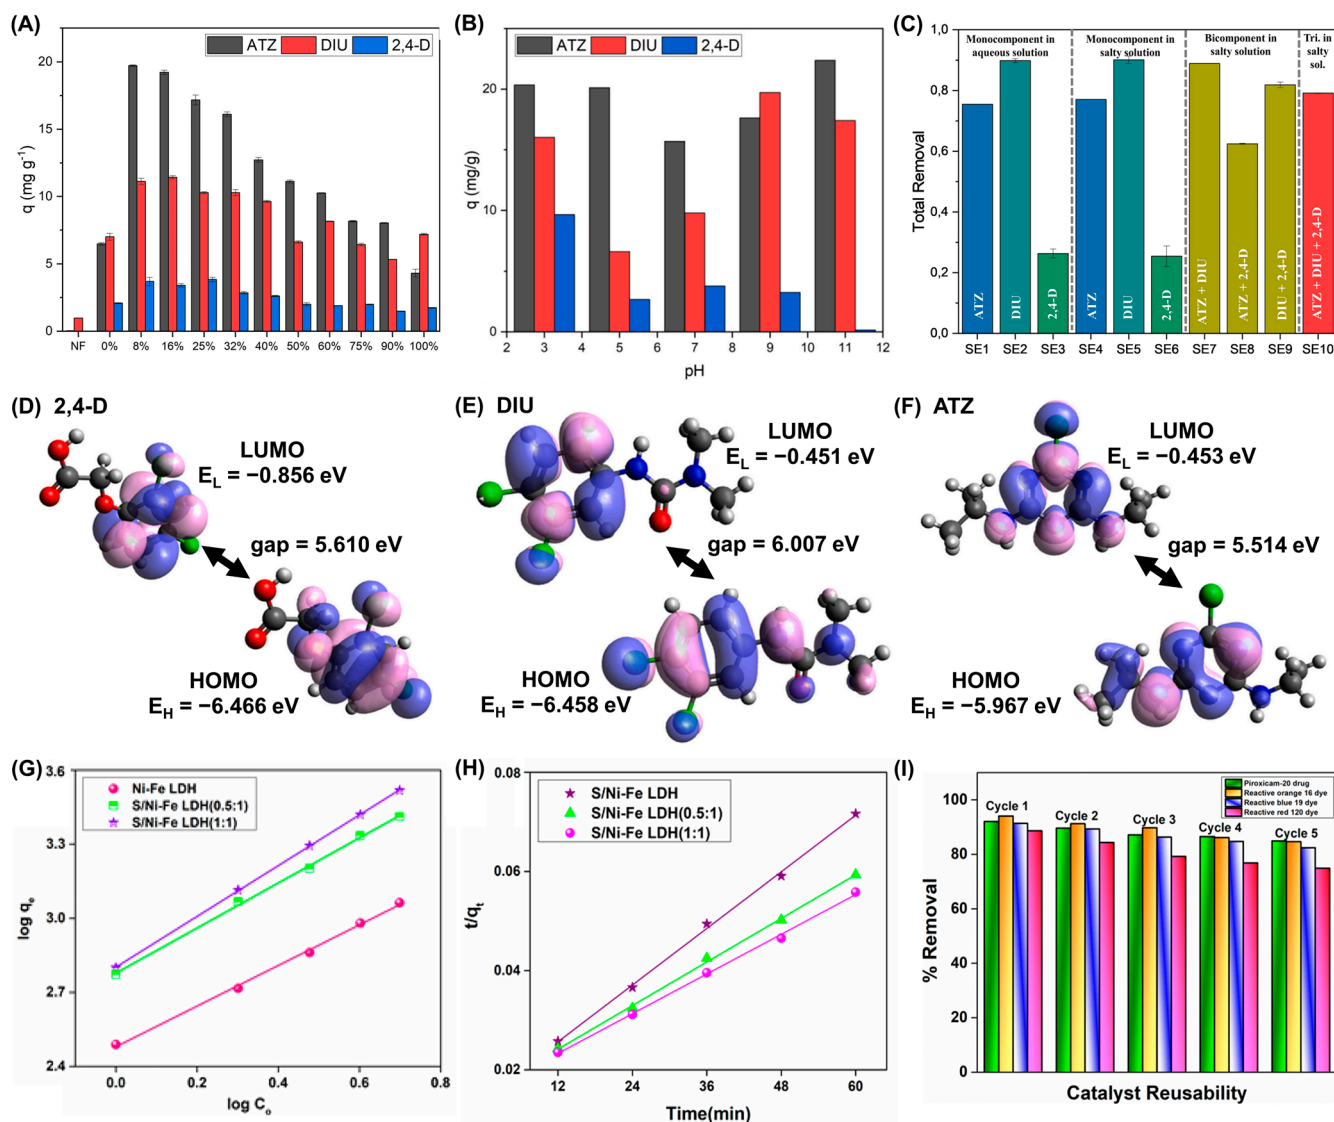 (A)
ATZ DIU 2,4-D
q (mg g⁻¹)
20
15
10
5
0
NF 0% 8% 16% 25% 32% 40% 50% 60% 75% 90% 100%
(B)
ATZ DIU 2,4-D
q (mg/g)
20
10
0
2 3 4 5 6 7 8 9 10 11 12
pH
(C)
Monocomponent in aqueous solution
Monocomponent in salty solution
Bicomponent in salty solution
Tri. in salty sol.
Total Removal
1,0
0,8
0,6
0,4
0,2
0,0
ATZ
DIU
2,4-D
ATZ
DIU
2,4-D
ATZ + DIU
ATZ + 2,4-D
DIU + 2,4-D
ATZ + DIU + 2,4-D
SE1 SE2 SE3 SE4 SE5 SE6 SE7 SE8 SE9 SE10
(D) 2,4-D
LUMO
E_L = −0.856 eV
gap = 5.610 eV
HOMO
E_H = −6.466 eV
(E) DIU
LUMO
E_L = −0.451 eV
gap = 6.007 eV
HOMO
E_H = −6.458 eV
(F) ATZ
LUMO
E_L = −0.453 eV
gap = 5.514 eV
HOMO
E_H = −5.967 eV
(G)
Ni-Fe LDH
S/Ni-Fe LDH(0.5:1)
S/Ni-Fe LDH(1:1)
log qₑ
3.6
3.3
3.0
2.7
2.4
0.0 0.2 0.4 0.6 0.8
log Cₒ
(H)
S/Ni-Fe LDH
S/Ni-Fe LDH(0.5:1)
S/Ni-Fe LDH(1:1)
t/qₜ
0.08
0.06
0.04
0.02
12 24 36 48 60
Time(min)
(I)
Piroxicam-20 drug
Reactive orange 16 dye
Reactive blue 19 dye
Reactive red 120 dye
% Removal
100
80
60
40
20
0
Cycle 1
Cycle 2
Cycle 3
Cycle 4
Cycle 5
Catalyst Reusability